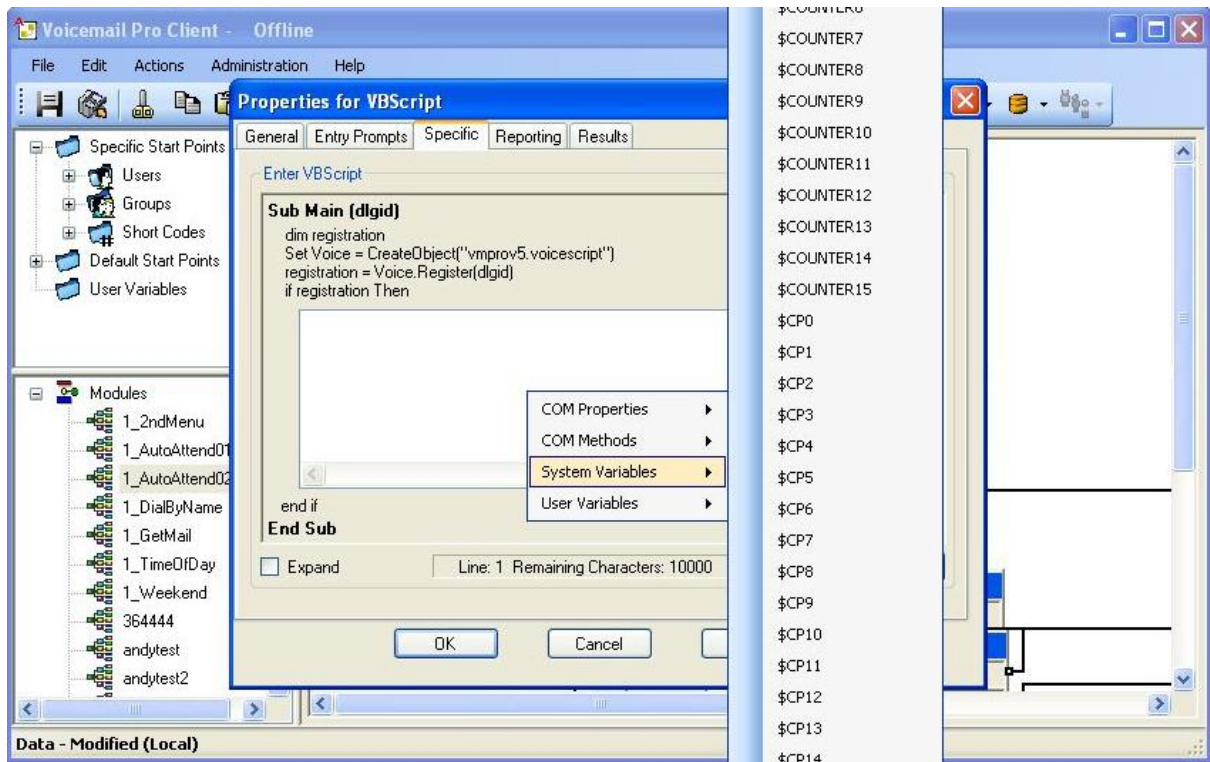 Voicemail Pro Client - Offline
File Edit Actions Administration Help
Specific Start Points
Users
Groups
Short Codes
Default Start Points
User Variables
Modules
1_2ndMenu
1_AutoAttend01
1_AutoAttend02
1_DialByName
1_GetMail
1_TimeOfDay
1_Weekend
364444
andytest
andytest2
Data - Modified (Local)
Properties for VBScript
General Entry Prompts Specific Reporting Results
Enter VBScript
Sub Main (dlgid)
dim registration
Set Voice = CreateObject("vmprov5.voicescript")
registration = Voice.Register(dlgid)
if registration Then
end if
End Sub
Expand
Line: 1 Remaining Characters: 10000
OK Cancel
COM Properties
COM Methods
System Variables
User Variables
$COUNTER6
$COUNTER7
$COUNTER8
$COUNTER9
$COUNTER10
$COUNTER11
$COUNTER12
$COUNTER13
$COUNTER14
$COUNTER15
$CP0
$CP1
$CP2
$CP3
$CP4
$CP5
$CP6
$CP7
$CP8
$CP9
$CP10
$CP11
$CP12
$CP13
$CP14